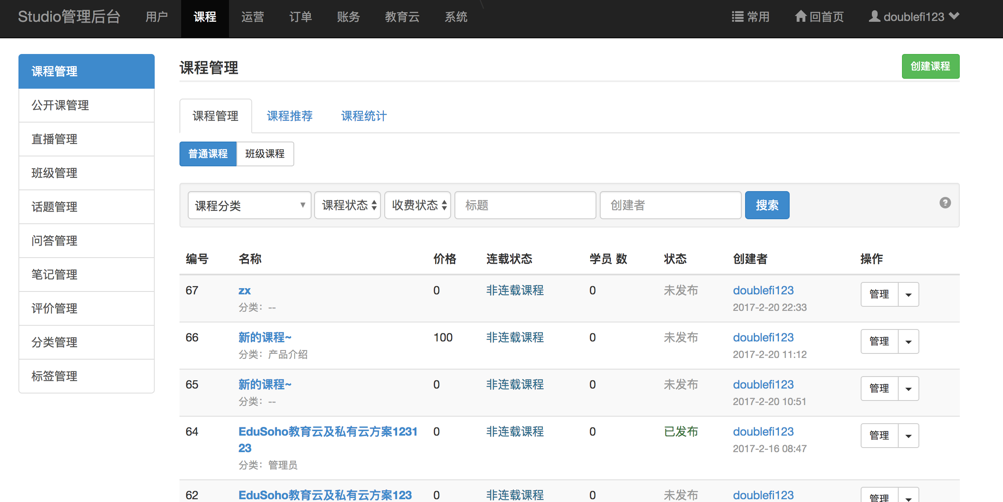 Studio管理后台 用户 课程 运营 订单 账务 教育云 系统 常用 回首页 doublefi123
课程管理
公开课管理
直播管理
班级管理
话题管理
问答管理
笔记管理
评价管理
分类管理
标签管理
课程管理 创建课程
课程管理 课程推荐 课程统计
普通课程 班级课程
课程分类 课程状态 收费状态 标题 创建者 搜索
编号 名称 价格 连载状态 学员 数 状态 创建者 操作
67 zx 0 非连载课程 0 未发布 doublefi123 管理
分类: -- 2017-2-20 22:33
66 新的课程~ 100 非连载课程 0 未发布 doublefi123 管理
分类: 产品介绍 2017-2-20 11:12
65 新的课程~ 0 非连载课程 0 未发布 doublefi123 管理
分类: -- 2017-2-20 10:51
64 EduSoho教育云及私有云方案1231 0 非连载课程 0 已发布 doublefi123 管理
23 2017-2-16 08:47
分类: 管理员
62 EduSoho教育云及私有云方案123 0 非连载课程 0 未发布 doublefi123 管理